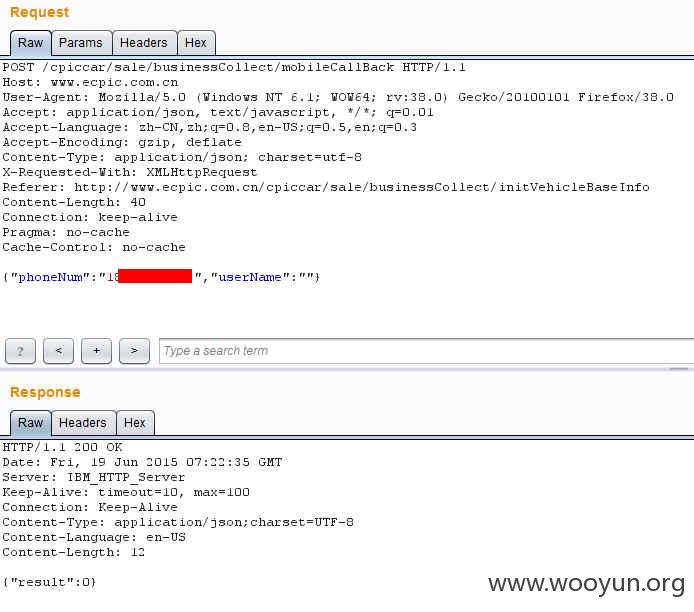 Request
Raw Params Headers Hex
POST /cpiccar/sale/businessCollect/mobileCallBack HTTP/1.1
Host: www.ecpic.com.cn
User-Agent: Mozilla/5.0 (Windows NT 6.1; WOW64; rv:38.0) Gecko/20100101 Firefox/38.0
Accept: application/json, text/javascript, */*; q=0.01
Accept-Language: zh-CN,zh;q=0.8,en-US;q=0.5,en;q=0.3
Accept-Encoding: gzip, deflate
Content-Type: application/json; charset=utf-8
X-Requested-With: XMLHttpRequest
Referer: http://www.ecpic.com.cn/cpiccar/sale/businessCollect/initVehicleBaseInfo
Content-Length: 40
Connection: keep-alive
Pragma: no-cache
Cache-Control: no-cache
{"phoneNum":"18 ","userName":""}
? < + > Type a search term
Response
Raw Headers Hex
HTTP/1.1 200 OK
Date: Fri, 19 Jun 2015 07:22:35 GMT
Server: IBM_HTTP_Server
Keep-Alive: timeout=10, max=100
Connection: Keep-Alive
Content-Type: application/json;charset=UTF-8
Content-Language: en-US
Content-Length: 12
{"result":0}
www.wooyun.org